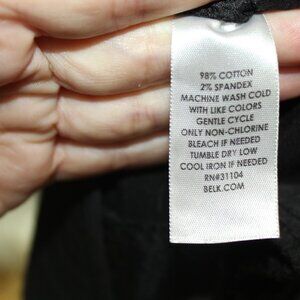 98% COTTON
2% SPANDEX
MACHINE WASH COLD
WITH LIKE COLORS
GENTLE CYCLE
ONLY NON-CHLORINE
BLEACH IF NEEDED
TUMBLE DRY LOW
COOL IRON IF NEEDED
RN#31104
BELK.COM